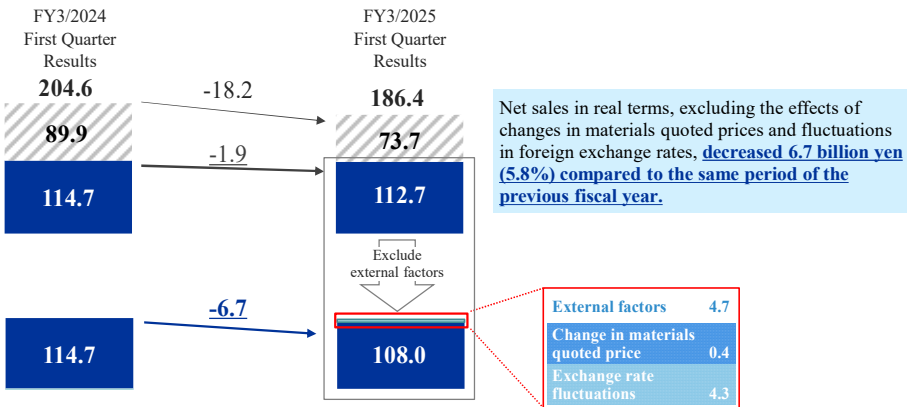 FY3/2024
First Quarter
Results
204.6
89.9
114.7
-18.2
-1.9
FY3/2025
First Quarter
Results
186.4
73.7
112.7
Net sales in real terms, excluding the effects of
changes in materials quoted prices and fluctuations
in foreign exchange rates, decreased 6.7 billion yen
(5.8%) compared to the same period of the
previous fiscal year.
Exclude
external factors
114.7
-6.7
108.0
External factors 4.7
Change in materials
quoted price 0.4
Exchange rate
fluctuations 4.3